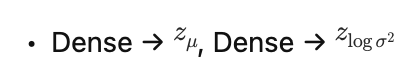 • Dense → z_μ, Dense → z_{log σ²}